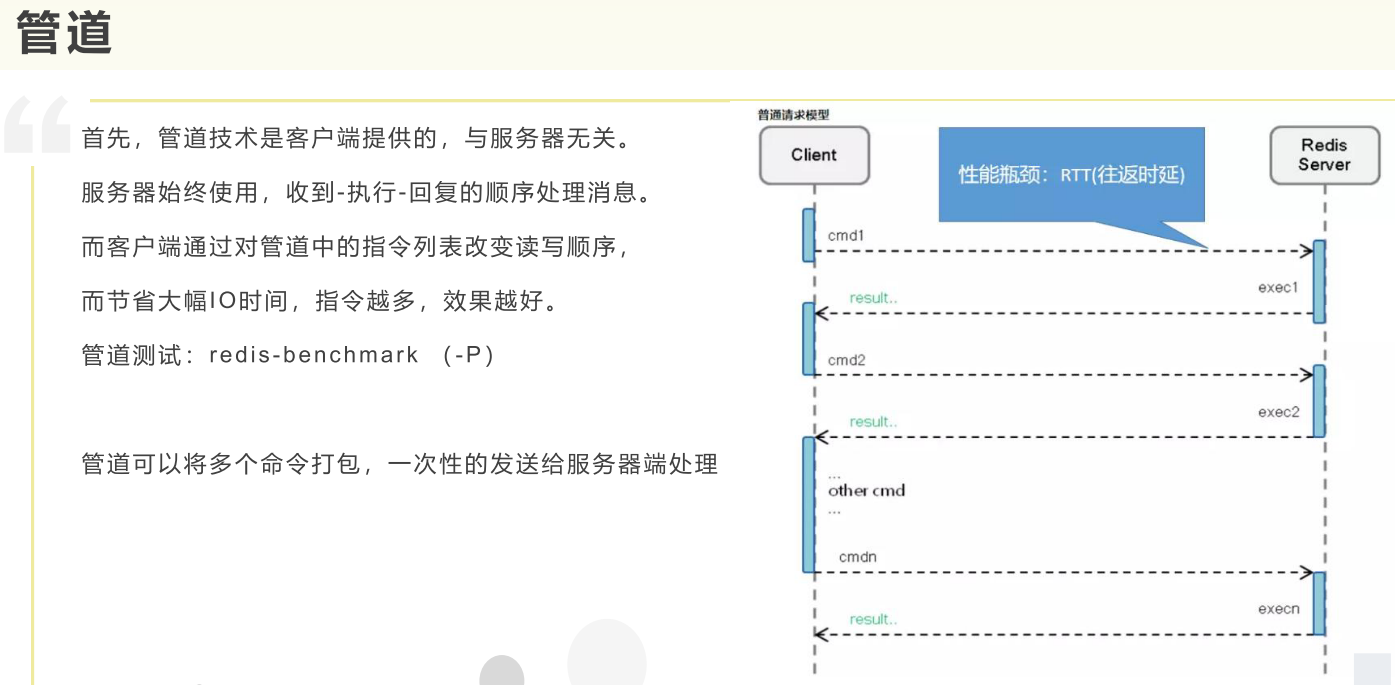 管道
首先，管道技术是客户端提供的，与服务器无关。
服务器始终使用，收到-执行-回复的顺序处理消息。
而客户端通过对管道中的指令列表改变读写顺序，
而节省大幅IO时间，指令越多，效果越好。
管道测试：redis-benchmark （-P）
管道可以将多个命令打包，一次性的发送给服务器端处理
普通请求模型
Client
性能瓶颈：RTT(往返时延)
Redis
Server
cmd1
exec1
result..
cmd2
exec2
result..
...
other cmd
...
cmdn
execn
result..